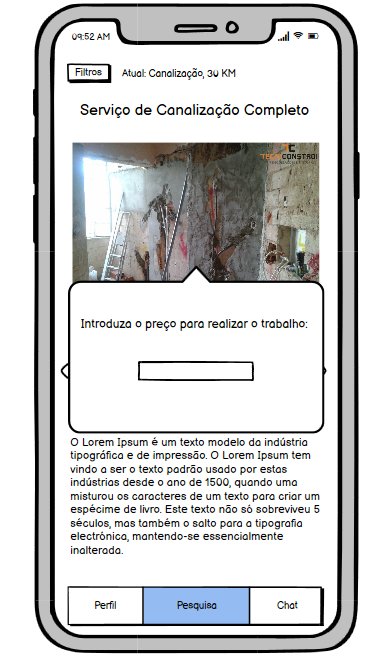 09:52 AM
Filtros
Atual: Canalização, 30 KM
Serviço de Canalização Completo
TC
CONSTROI
Introduza o preço para realizar o trabalho:
O Lorem Ipsum é um texto modelo da indústria
tipográfica e de impressão. O Lorem Ipsum tem
vindo a ser o texto padrão usado por estas
indústrias desde o ano de 1500, quando uma
misturou os caracteres de um texto para criar um
espécime de livro. Este texto não só sobreviveu 5
séculos, mas também o salto para a tipografia
electrónica, mantendo-se essencialmente
inalterada.
Perfil
Pesquisa
Chat